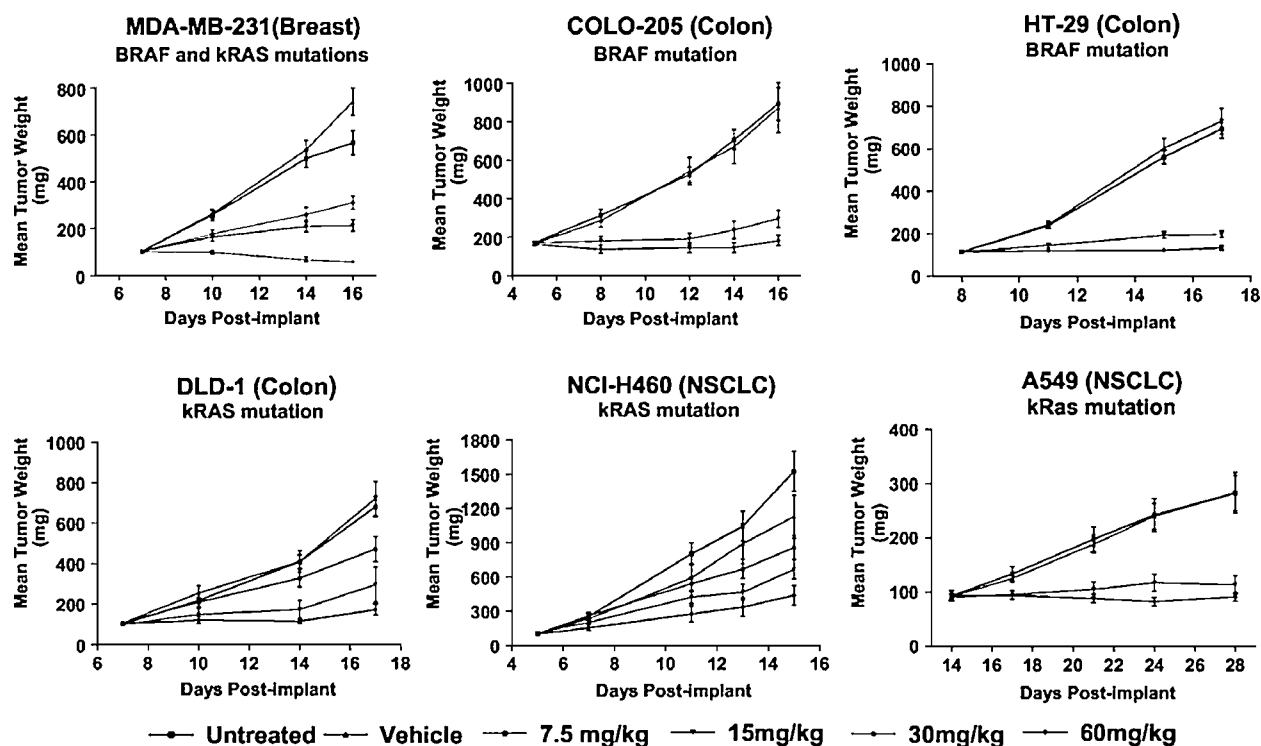 MDA-MB-231(Breast)
BRAF and kRAS mutations
Mean Tumor Weight
(mg)
800
600
400
200
0
6 8 10 12 14 16
Days Post-implant
COLO-205 (Colon)
BRAF mutation
Mean Tumor Weight
(mg)
1000
800
600
400
200
0
4 6 8 10 12 14 16
Days Post-implant
HT-29 (Colon)
BRAF mutation
Mean Tumor Weight
(mg)
1000
800
600
400
200
0
8 10 12 14 16 18
Days Post-implant
DLD-1 (Colon)
kRAS mutation
Mean Tumor Weight
(mg)
1000
800
600
400
200
0
6 8 10 12 14 16 18
Days Post-implant
NCI-H460 (NSCLC)
kRAS mutation
Mean Tumor Weight
(mg)
1800
1500
1200
900
600
300
0
4 6 8 10 12 14 16
Days Post-implant
A549 (NSCLC)
kRas mutation
Mean Tumor Weight
(mg)
400
300
200
100
0
14 16 18 20 22 24 26 28
Days Post-implant
Untreated Vehicle 7.5 mg/kg 15mg/kg 30mg/kg 60mg/kg